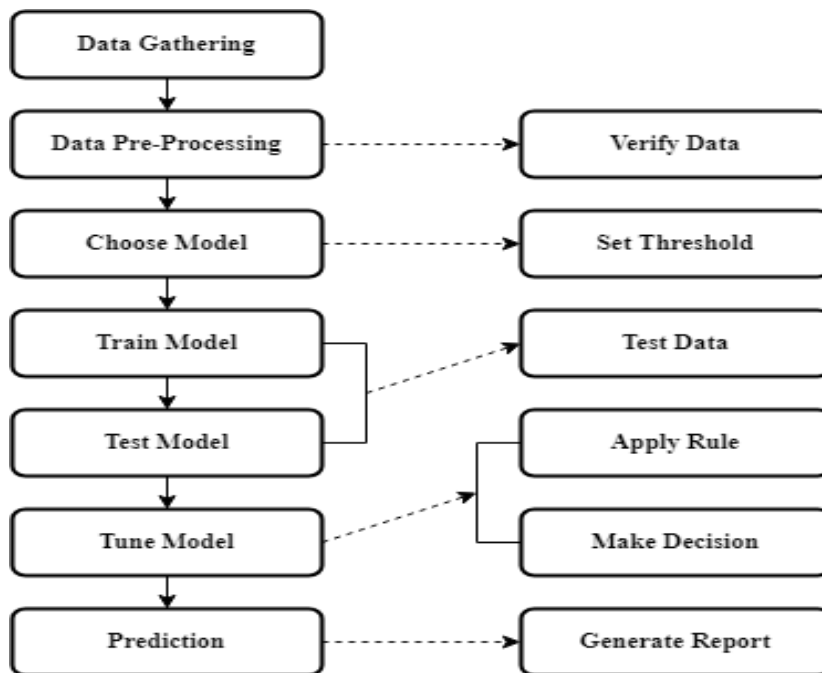 Data Gathering
Data Pre-Processing
Verify Data
Choose Model
Set Threshold
Train Model
Test Data
Test Model
Apply Rule
Tune Model
Make Decision
Prediction
Generate Report